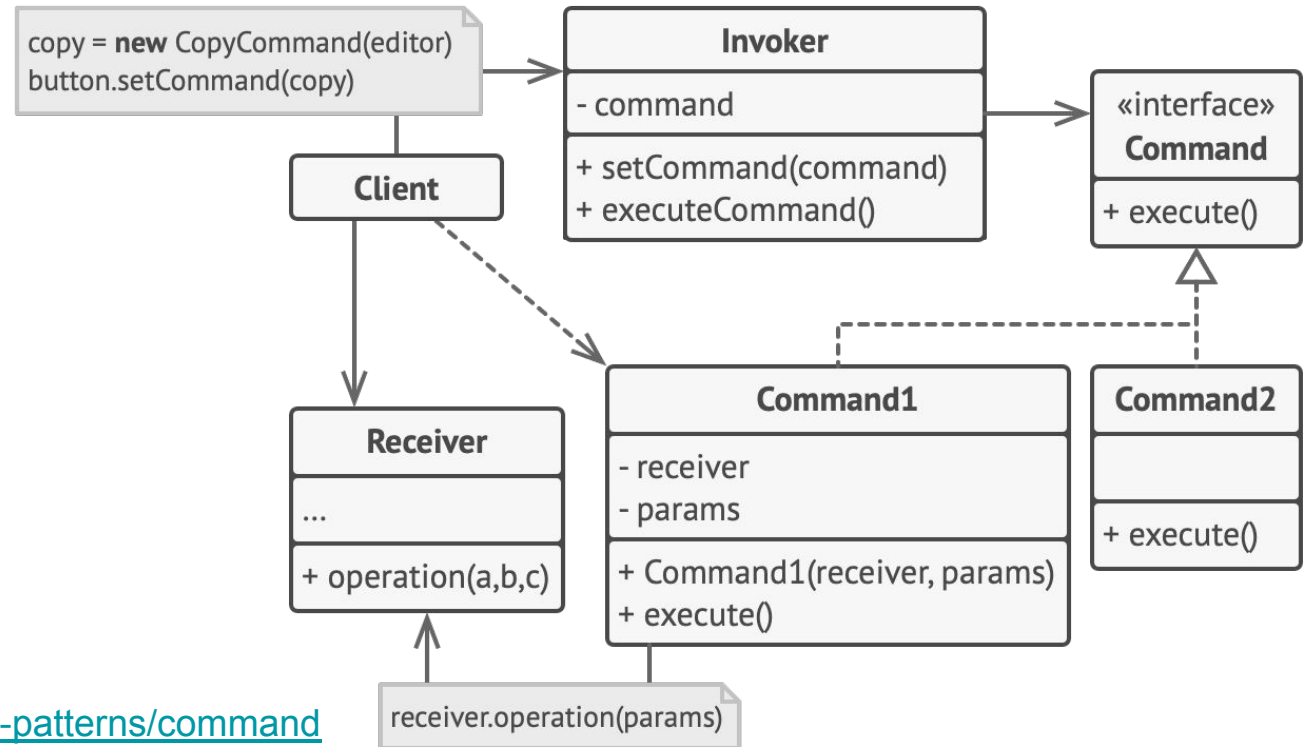 copy = new CopyCommand(editor)
button.setCommand(copy)
Invoker
- command
+ setCommand(command)
+ executeCommand()
«interface»
Command
+ execute()
Client
Receiver
...
+ operation(a,b,c)
Command1
- receiver
- params
+ Command1(receiver, params)
+ execute()
Command2
+ execute()
receiver.operation(params)
-patterns/command